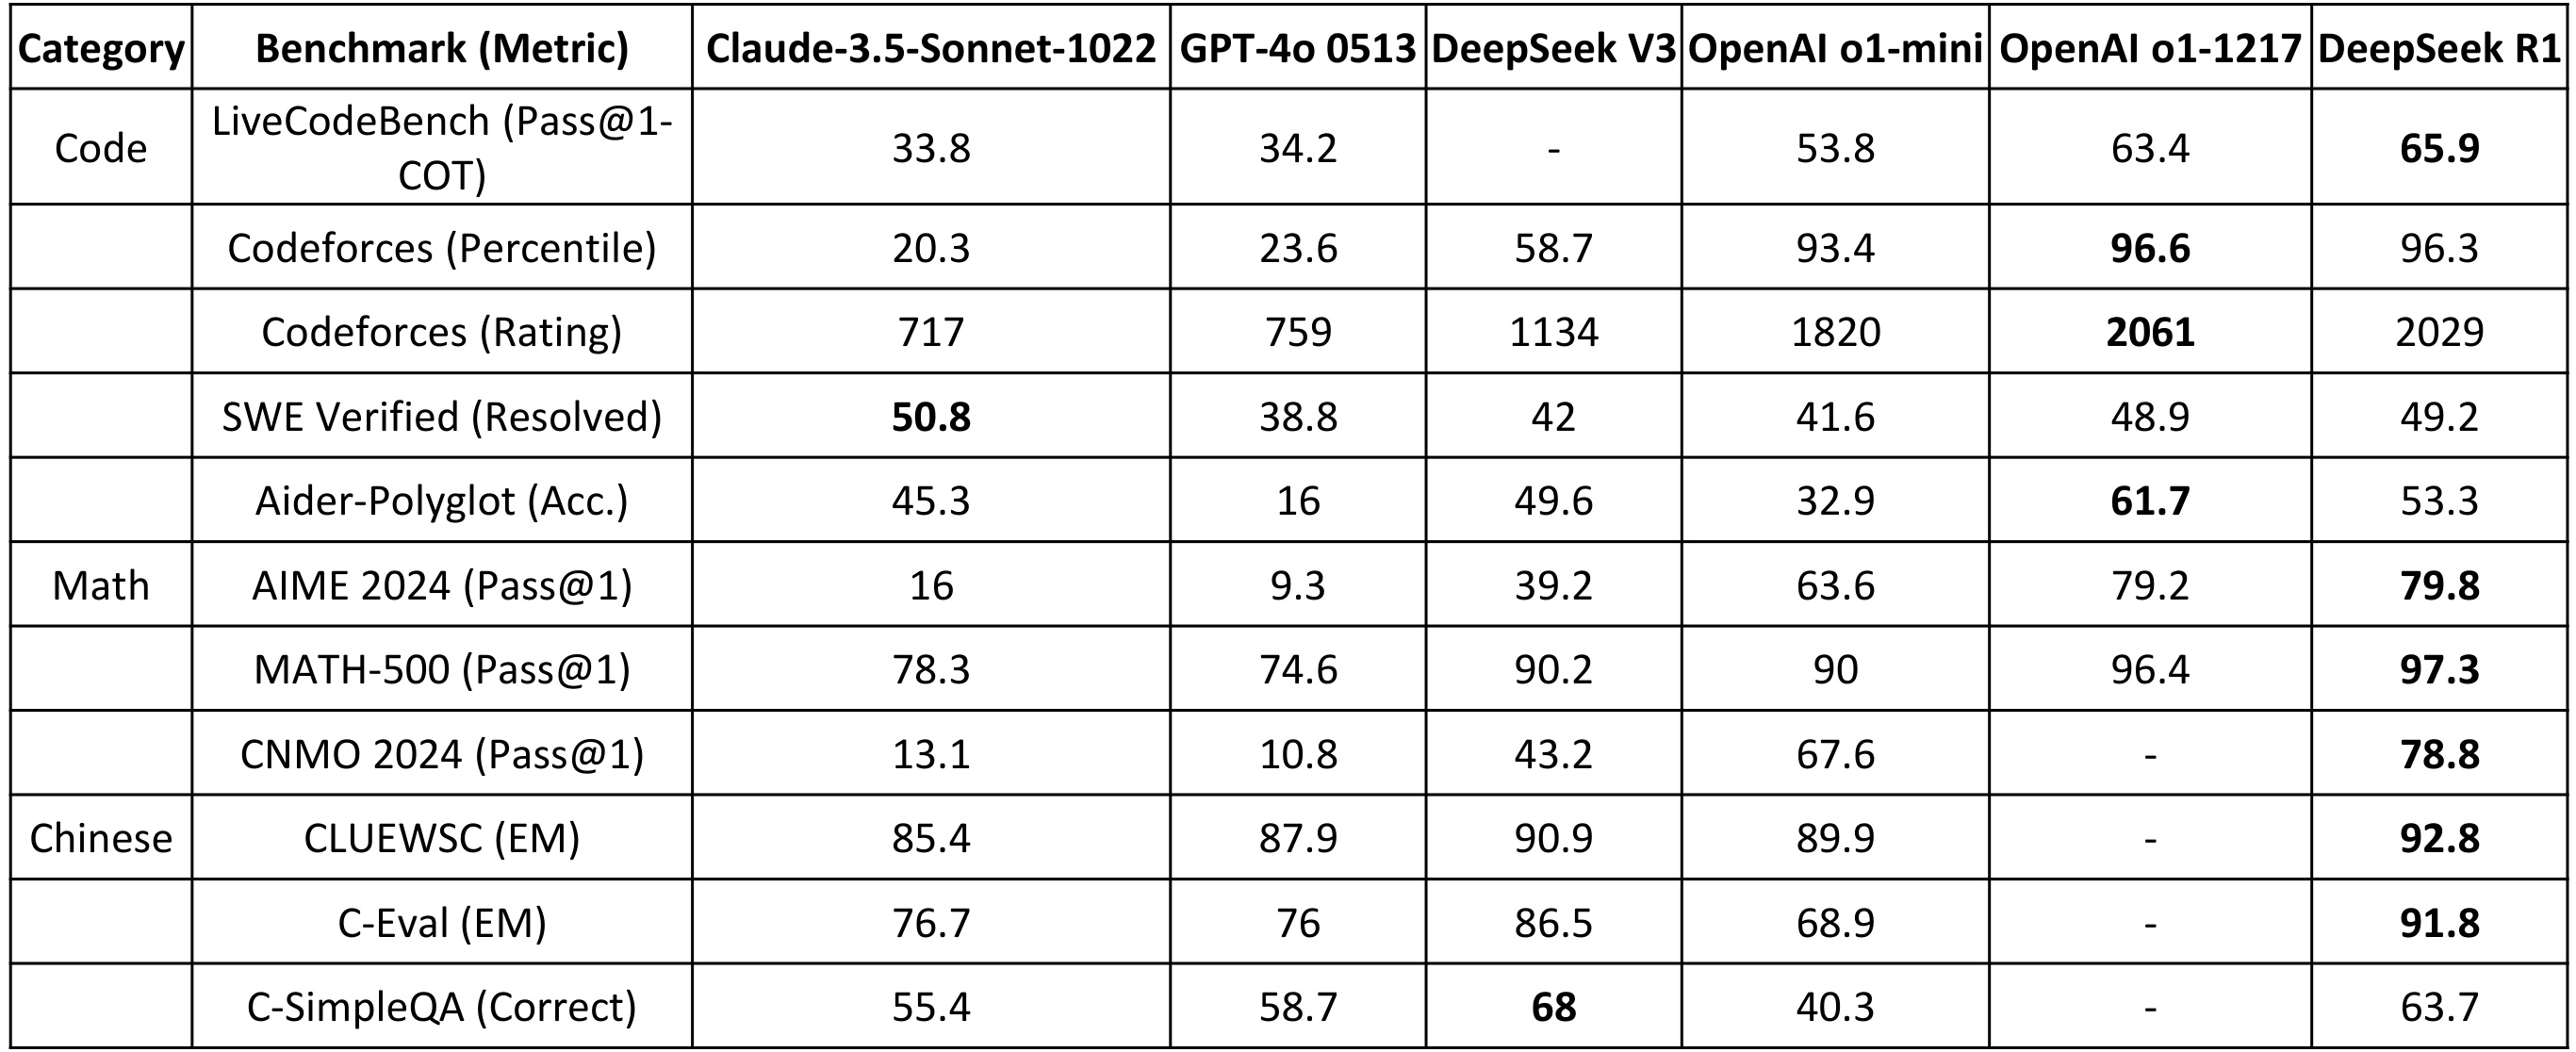 Category Benchmark (Metric) Claude-3.5-Sonnet-1022 GPT-4o 0513 DeepSeek V3 OpenAI o1-mini OpenAI o1-1217 DeepSeek R1
Code LiveCodeBench (Pass@1-
COT) 33.8 34.2 - 53.8 63.4 65.9
Codeforces (Percentile) 20.3 23.6 58.7 93.4 96.6 96.3
Codeforces (Rating) 717 759 1134 1820 2061 2029
SWE Verified (Resolved) 50.8 38.8 42 41.6 48.9 49.2
Aider-Polyglot (Acc.) 45.3 16 49.6 32.9 61.7 53.3
Math AIME 2024 (Pass@1) 16 9.3 39.2 63.6 79.2 79.8
MATH-500 (Pass@1) 78.3 74.6 90.2 90 96.4 97.3
CNMO 2024 (Pass@1) 13.1 10.8 43.2 67.6 - 78.8
Chinese CLUEWSC (EM) 85.4 87.9 90.9 89.9 - 92.8
C-Eval (EM) 76.7 76 86.5 68.9 - 91.8
C-SimpleQA (Correct) 55.4 58.7 68 40.3 - 63.7